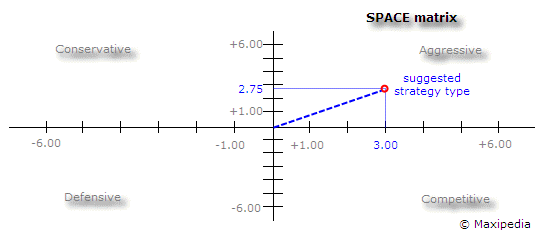 SPACE matrix
+6.00
Conservative
Aggressive
suggested
strategy type
2.75
+1.00
-6.00
-1.00
+1.00
3.00
+6.00
Defensive
Competitive
-6.00
© Maxipedia